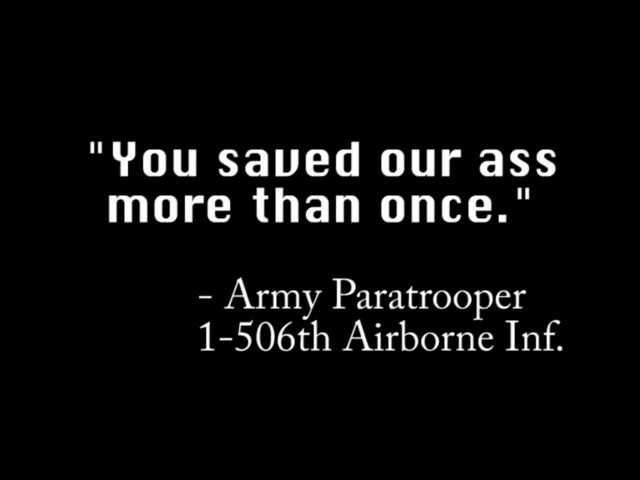 "You saved our ass
more than once."
- Army Paratrooper
1-506th Airborne Inf.